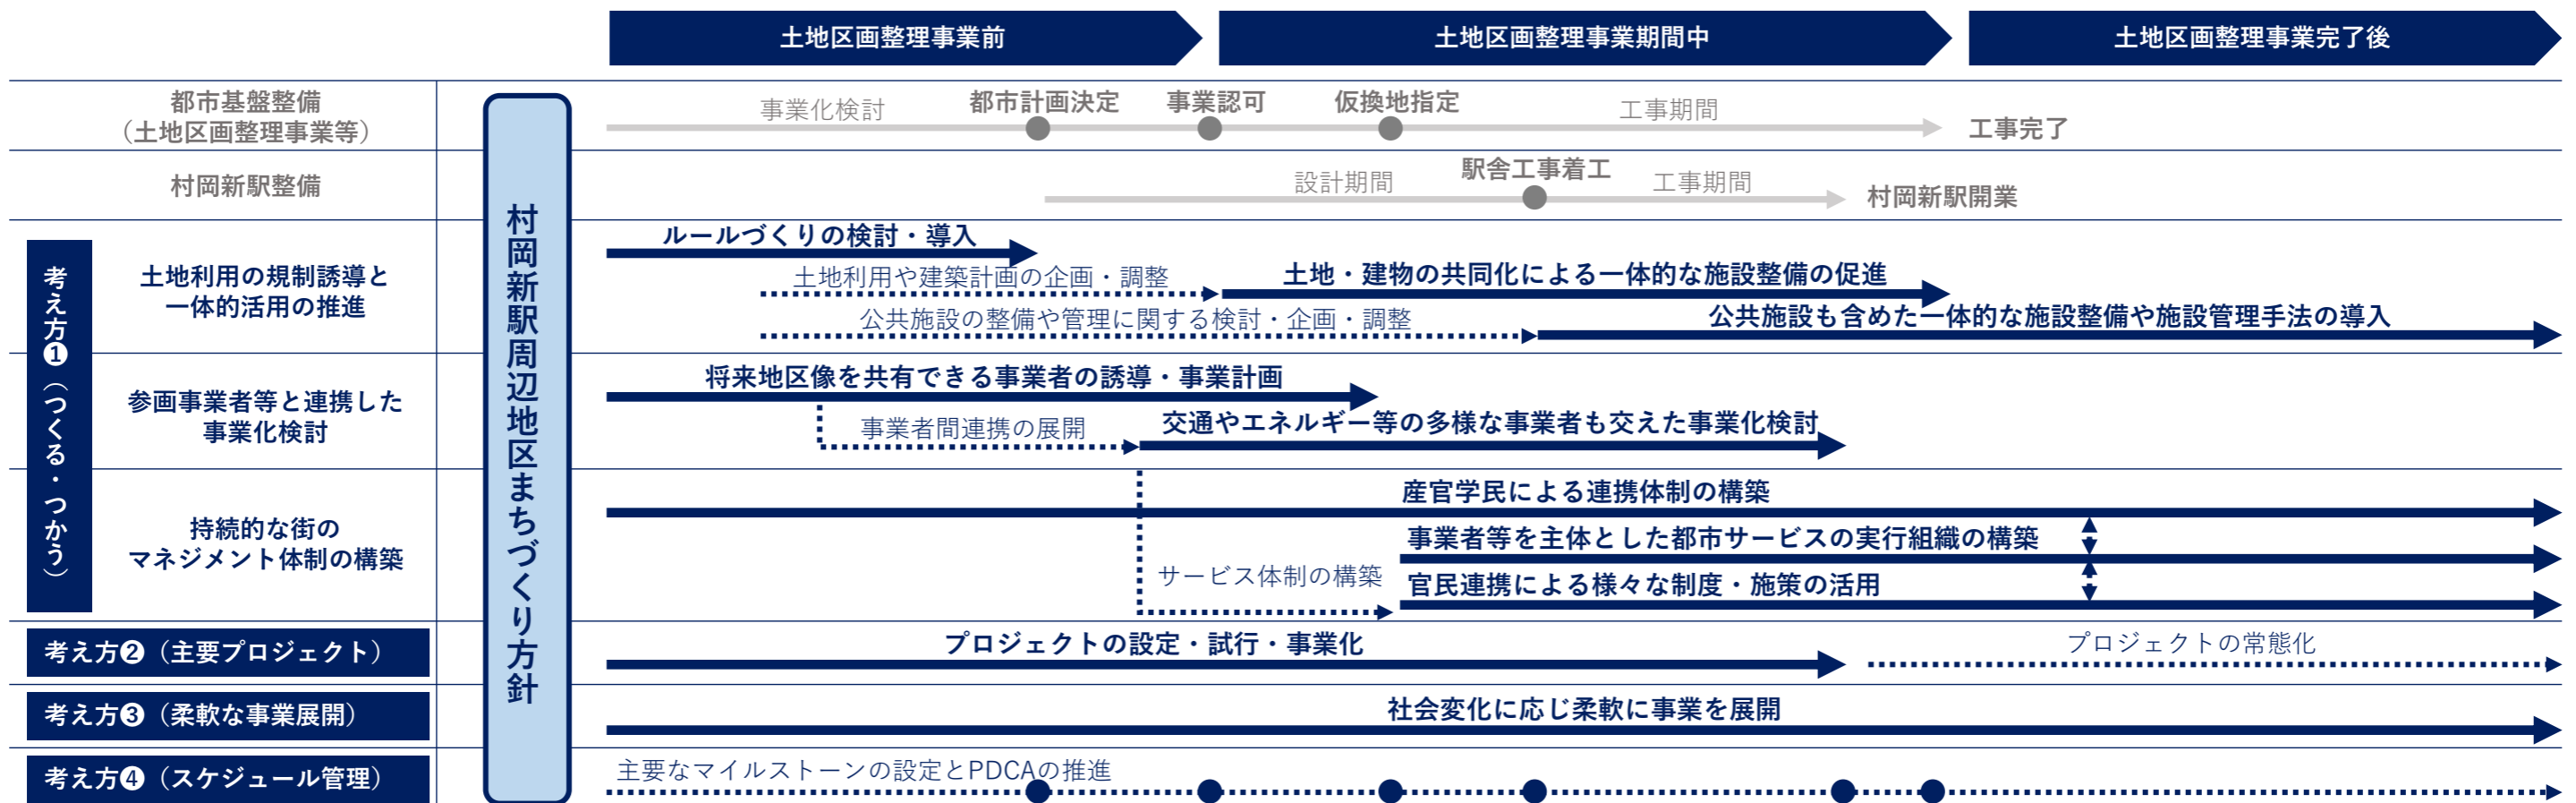 土地区画整理事業前
土地区画整理事業期間中
土地区画整理事業完了後
都市基盤整備
（土地区画整理事業等）
事業化検討
都市計画決定
事業認可
仮換地指定
工事期間
工事完了
村岡新駅整備
設計期間
駅舎工事着工
工事期間
村岡新駅開業
村岡新駅周辺地区まちづくり方針
考え方❶（つくる・つかう）
土地利用の規制誘導と
一体的活用の推進
ルールづくりの検討・導入
土地利用や建築計画の企画・調整
土地・建物の共同化による一体的な施設整備の促進
公共施設の整備や管理に関する検討・企画・調整
公共施設も含めた一体的な施設整備や施設管理手法の導入
参画事業者等と連携した
事業化検討
将来地区像を共有できる事業者の誘導・事業計画
事業者間連携の展開
交通やエネルギー等の多様な事業者も交えた事業化検討
持続的な街の
マネジメント体制の構築
産官学民による連携体制の構築
事業者等を主体とした都市サービスの実行組織の構築
サービス体制の構築
官民連携による様々な制度・施策の活用
考え方❷（主要プロジェクト）
プロジェクトの設定・試行・事業化
プロジェクトの常態化
考え方❸（柔軟な事業展開）
社会変化に応じ柔軟に事業を展開
考え方❹（スケジュール管理）
主要なマイルストーンの設定とPDCAの推進